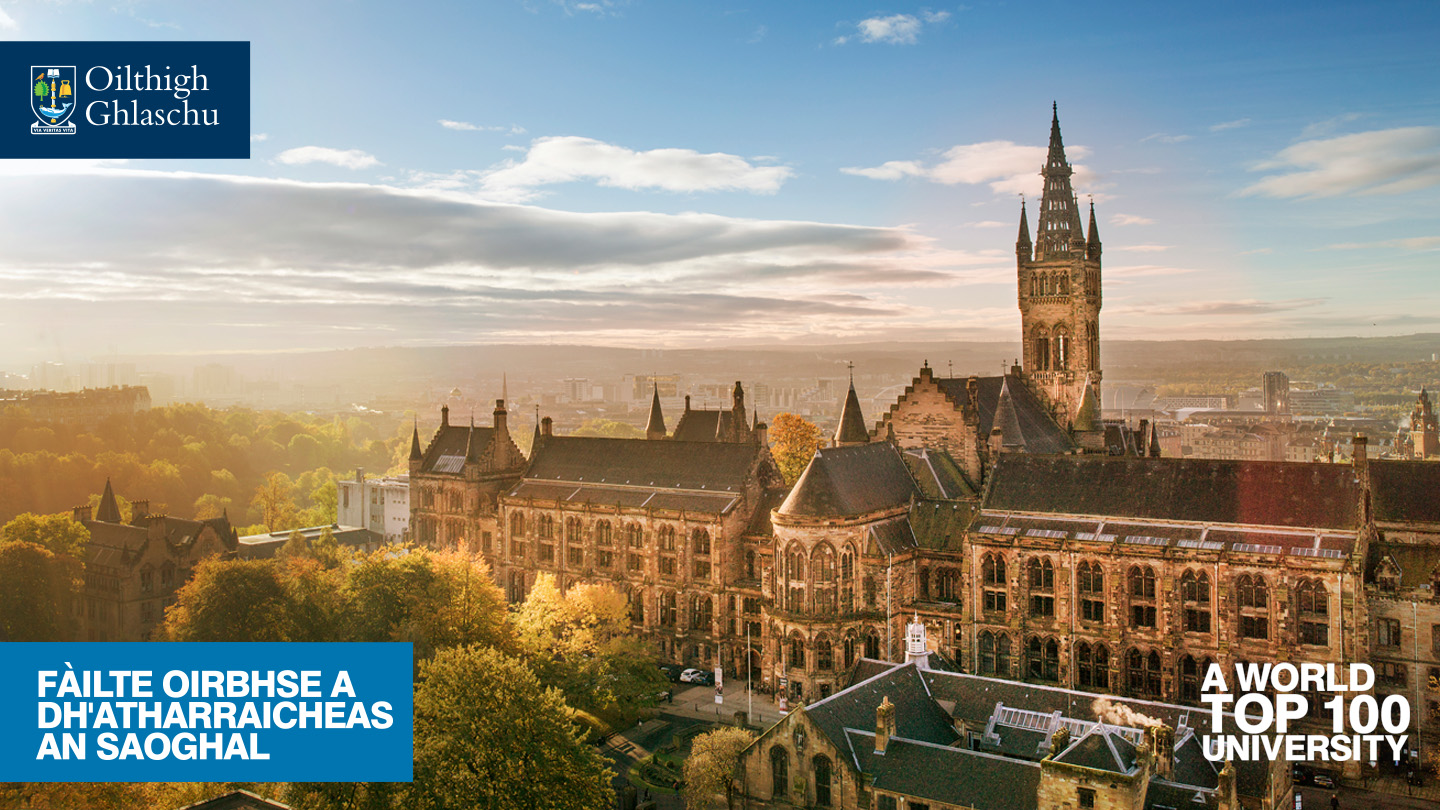 Oilthigh
Ghlaschu
VIA VERITAS VITA
FÀILTE OIRBHSE A
DH'ATHARRAICHEAS
AN SAOGHAL
A WORLD
TOP 100
UNIVERSITY